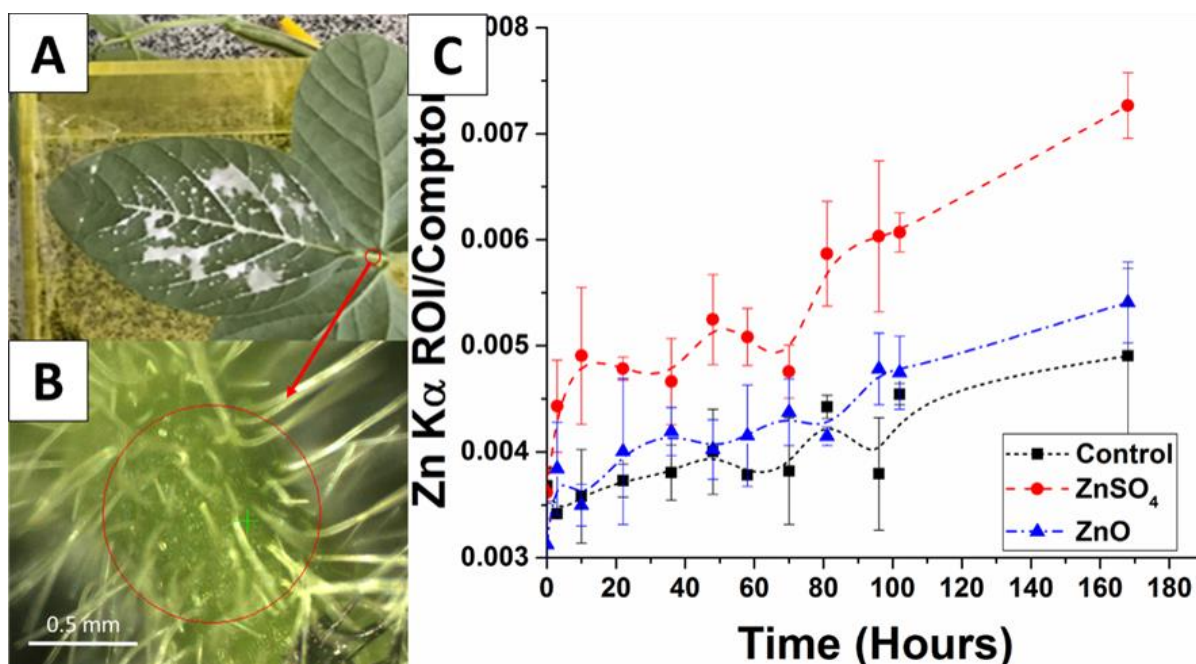 A
B
0.5 mm
C
Zn Kα ROI/Compton
0.008
0.007
0.006
0.005
0.004
0.003
0 20 40 60 80 100 120 140 160 180
Time (Hours)
Control
ZnSO₄
ZnO